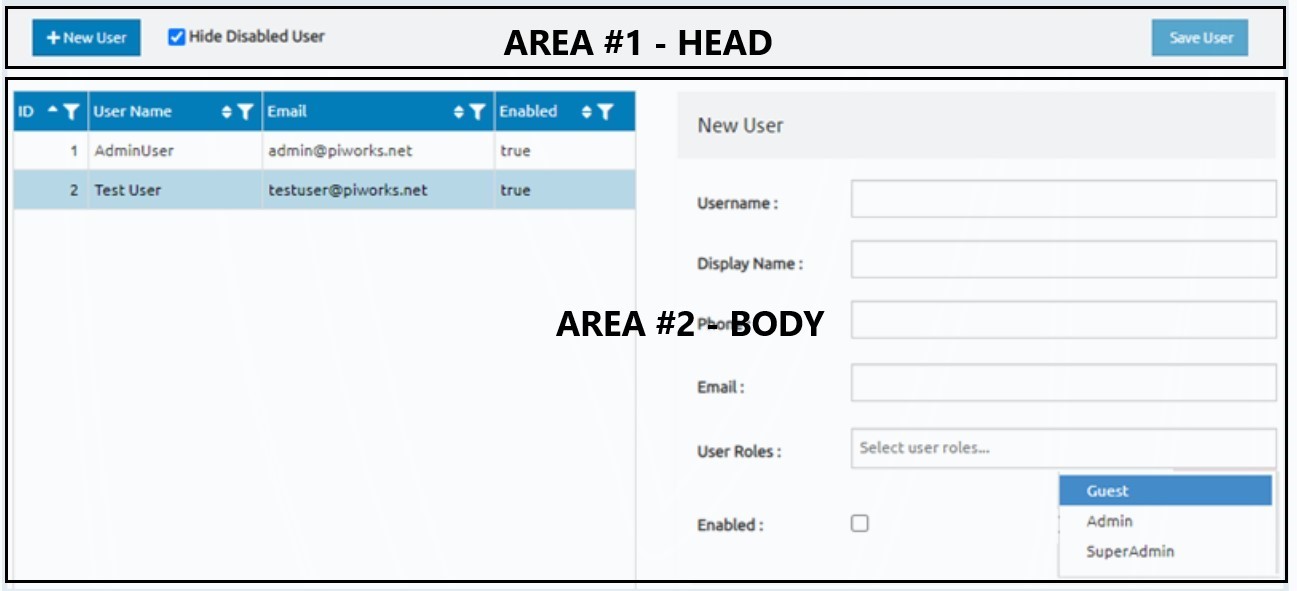 + New User
Hide Disabled User
AREA #1 - HEAD
Save User
ID User Name Email Enabled
1 AdminUser admin@piworks.net true
2 Test User testuser@piworks.net true
New User
Username :
Display Name :
AREA #2 - BODY
Email :
User Roles : Select user roles...
Guest
Enabled :
Admin
SuperAdmin